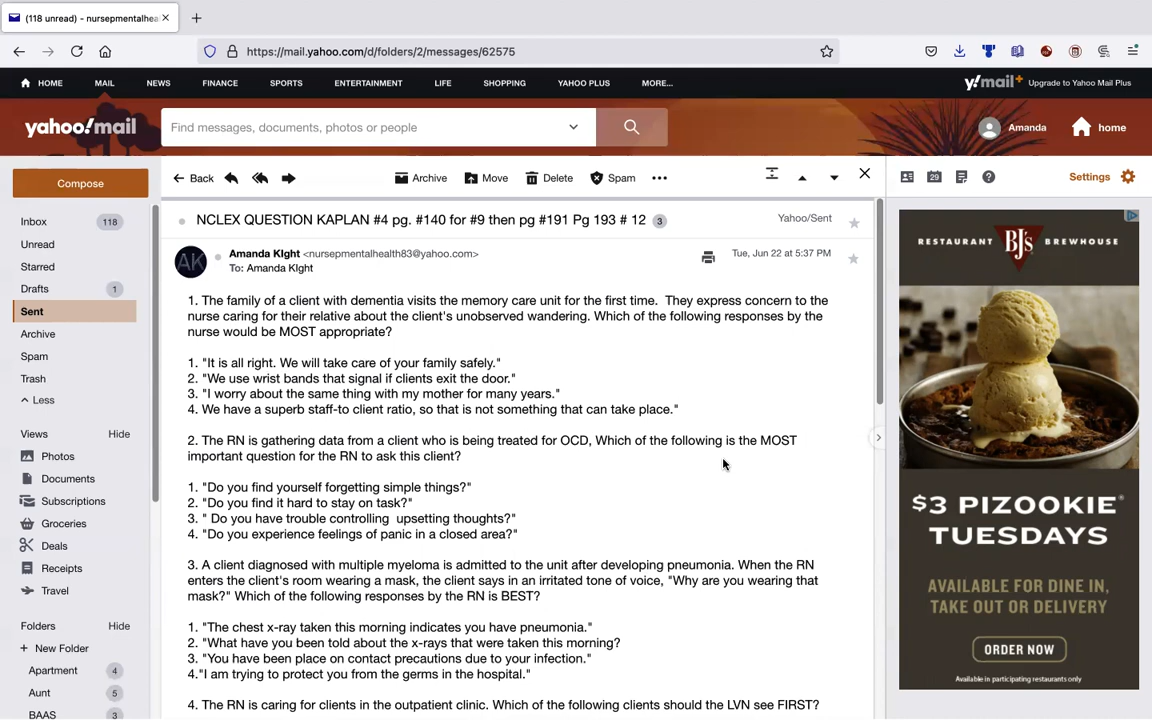 (118 unread) - nursepmentalhea
https://mail.yahoo.com/d/folders/2/messages/62575
HOME MAIL NEWS FINANCE SPORTS ENTERTAINMENT LIFE SHOPPING YAHOO PLUS MORE... y!mail+ Upgrade to Yahoo Mail Plus
yahoo!mail Find messages, documents, photos or people Amanda home
Compose Back Archive Move Delete Spam Settings
Inbox 118
Unread
Starred
Drafts 1
Sent
Archive
Spam
Trash
Less
Views Hide
Photos
Documents
Subscriptions
Groceries
Deals
Receipts
Travel
Folders Hide
+ New Folder
Apartment 4
Aunt 5
BAAS 3
NCLEX QUESTION KAPLAN #4 pg. #140 for #9 then pg #191 Pg 193 # 12 3 Yahoo/Sent
AK Amanda KIght <nursepmentalhealth83@yahoo.com> Tue, Jun 22 at 5:37 PM
To: Amanda KIght
1. The family of a client with dementia visits the memory care unit for the first time. They express concern to the
nurse caring for their relative about the client's unobserved wandering. Which of the following responses by the
nurse would be MOST appropriate?
1. "It is all right. We will take care of your family safely."
2. "We use wrist bands that signal if clients exit the door."
3. "I worry about the same thing with my mother for many years."
4. We have a superb staff-to client ratio, so that is not something that can take place."
2. The RN is gathering data from a client who is being treated for OCD, Which of the following is the MOST
important question for the RN to ask this client?
1. "Do you find yourself forgetting simple things?"
2. "Do you find it hard to stay on task?"
3. " Do you have trouble controlling upsetting thoughts?"
4. "Do you experience feelings of panic in a closed area?"
3. A client diagnosed with multiple myeloma is admitted to the unit after developing pneumonia. When the RN
enters the client's room wearing a mask, the client says in an irritated tone of voice, "Why are you wearing that
mask?" Which of the following responses by the RN is BEST?
1. "The chest x-ray taken this morning indicates you have pneumonia."
2. "What have you been told about the x-rays that were taken this morning?
3. "You have been place on contact precautions due to your infection."
4."I am trying to protect you from the germs in the hospital."
4. The RN is caring for clients in the outpatient clinic. Which of the following clients should the LVN see FIRST?
29
RESTAURANT BJ's BREWHOUSE
$3 PIZOOKIE®
TUESDAYS
AVAILABLE FOR DINE IN,
TAKE OUT OR DELIVERY
ORDER NOW
Available in participating restaurants only